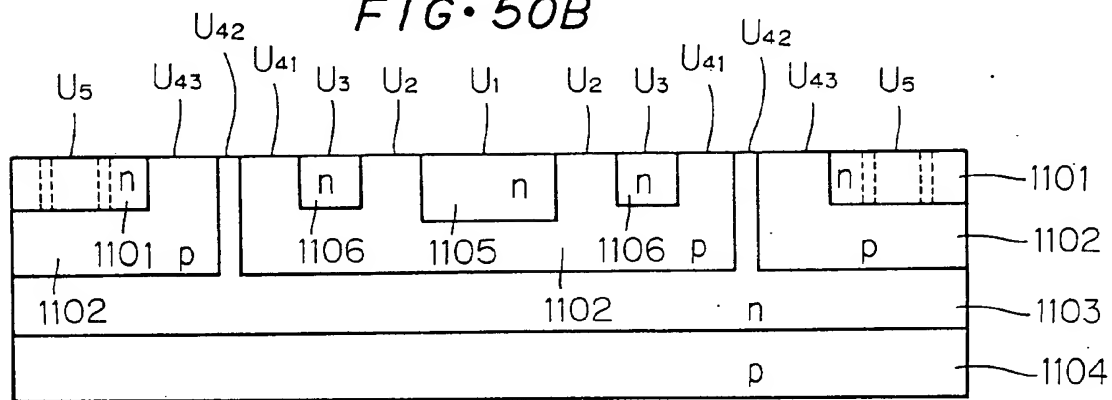 FIG. 50B
U42 U42
U41 U41
U5 U43 U3 U2 U1 U2 U3 U43 U5
n n n n n 1101
1101 p 1106 1105 1106 p p 1102
1102 1102 n 1103
p 1104